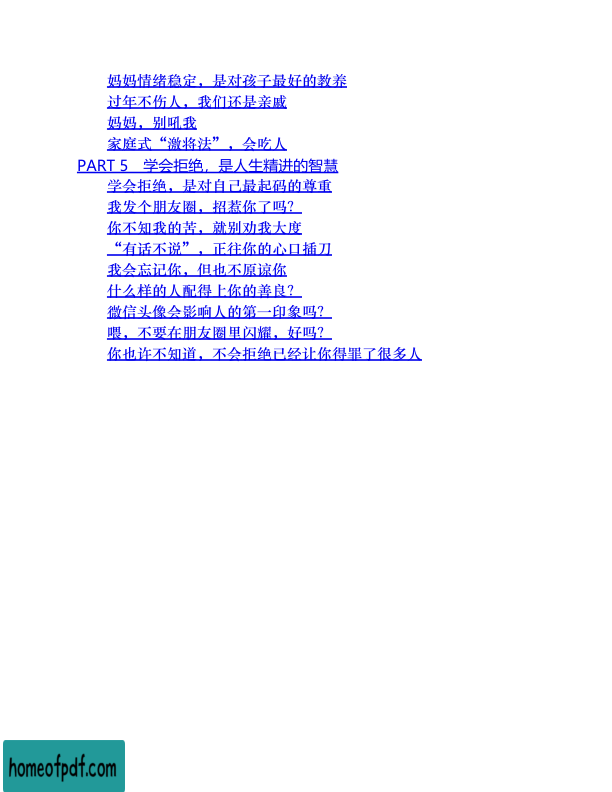 妈妈情绪稳定，是对孩子最好的教养
过年不伤人，我们还是亲戚
妈妈，别吼我
家庭式“激将法”，会吃人
PART 5　学会拒绝，是人生精进的智慧
学会拒绝，是对自己最起码的尊重
我发个朋友圈，招惹你了吗？
你不知我的苦，就别劝我大度
“有话不说”，正往你的心口插刀
我会忘记你，但也不原谅你
什么样的人配得上你的善良？
微信头像会影响人的第一印象吗？
喂，不要在朋友圈里闪耀，好吗？
你也许不知道，不会拒绝已经让你得罪了很多人
homeofpdf.com